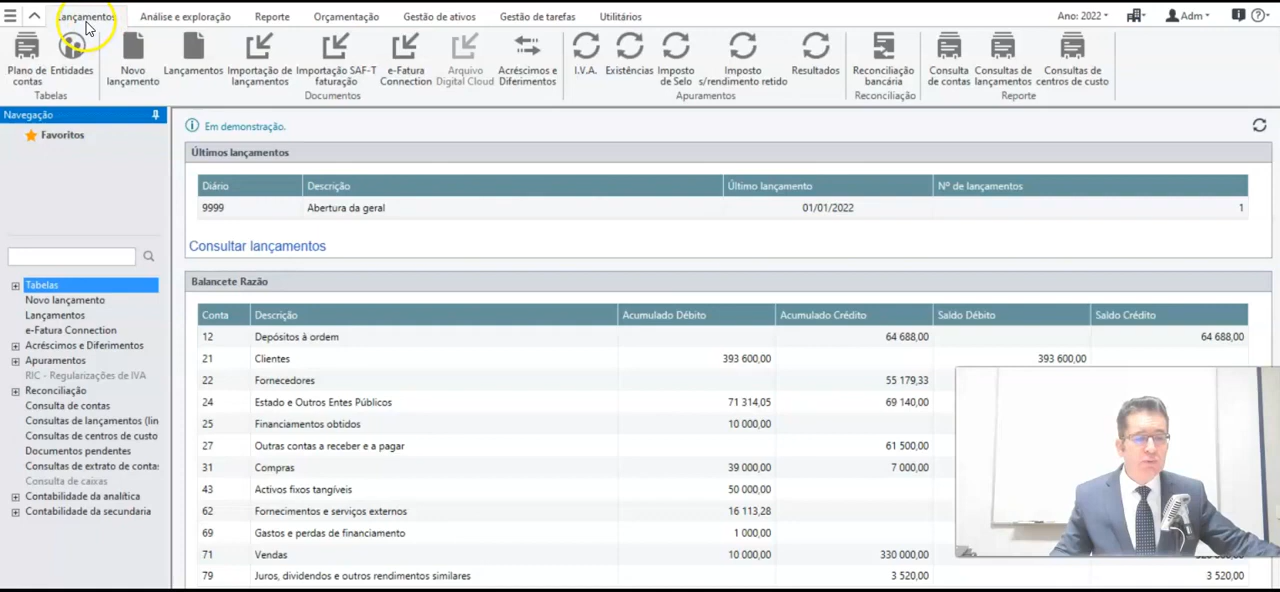 Lançamentos Análise e exploração Reporte Orçamentação Gestão de ativos Gestão de tarefas Utilitários Ano: 2022 Adm
Plano de contas Entidades Novo lançamento Lançamentos Importação de lançamentos Importação SAF-T faturação e-Fatura Connection Arquivo Digital Cloud Acréscimos e Diferimentos I.V.A. Existências Imposto de Selo Imposto s/rendimento retido Resultados Reconciliação bancária Consulta de contas Consultas de lançamentos Consultas de centros de custo
Tabelas Documentos Apuramentos Reconciliação Reporte
Navegação
Favoritos
Tabelas
Novo lançamento
Lançamentos
e-Fatura Connection
Acréscimos e Diferimentos
Apuramentos
RIC - Regularizações de IVA
Reconciliação
Consulta de contas
Consultas de lançamentos (lin
Consultas de centros de custo
Documentos pendentes
Consultas de extrato de conta
Consulta de caixas
Contabilidade da analítica
Contabilidade da secundaria
Em demonstração.
Últimos lançamentos
Diário Descrição Último lançamento Nº de lançamentos
9999 Abertura da geral 01/01/2022 1
Consultar lançamentos
Balancete Razão
Conta Descrição Acumulado Débito Acumulado Crédito Saldo Débito Saldo Crédito
12 Depósitos à ordem 64 688,00 64 688,00
21 Clientes 393 600,00 393 600,00
22 Fornecedores 55 179,33
24 Estado e Outros Entes Públicos 71 314,05 69 140,00
25 Financiamentos obtidos 10 000,00
27 Outras contas a receber e a pagar 61 500,00
31 Compras 39 000,00 7 000,00
43 Activos fixos tangíveis 50 000,00
62 Fornecimentos e serviços externos 16 113,28
69 Gastos e perdas de financiamento 1 000,00
71 Vendas 10 000,00 330 000,00
79 Juros, dividendos e outros rendimentos similares 3 520,00 3 520,00